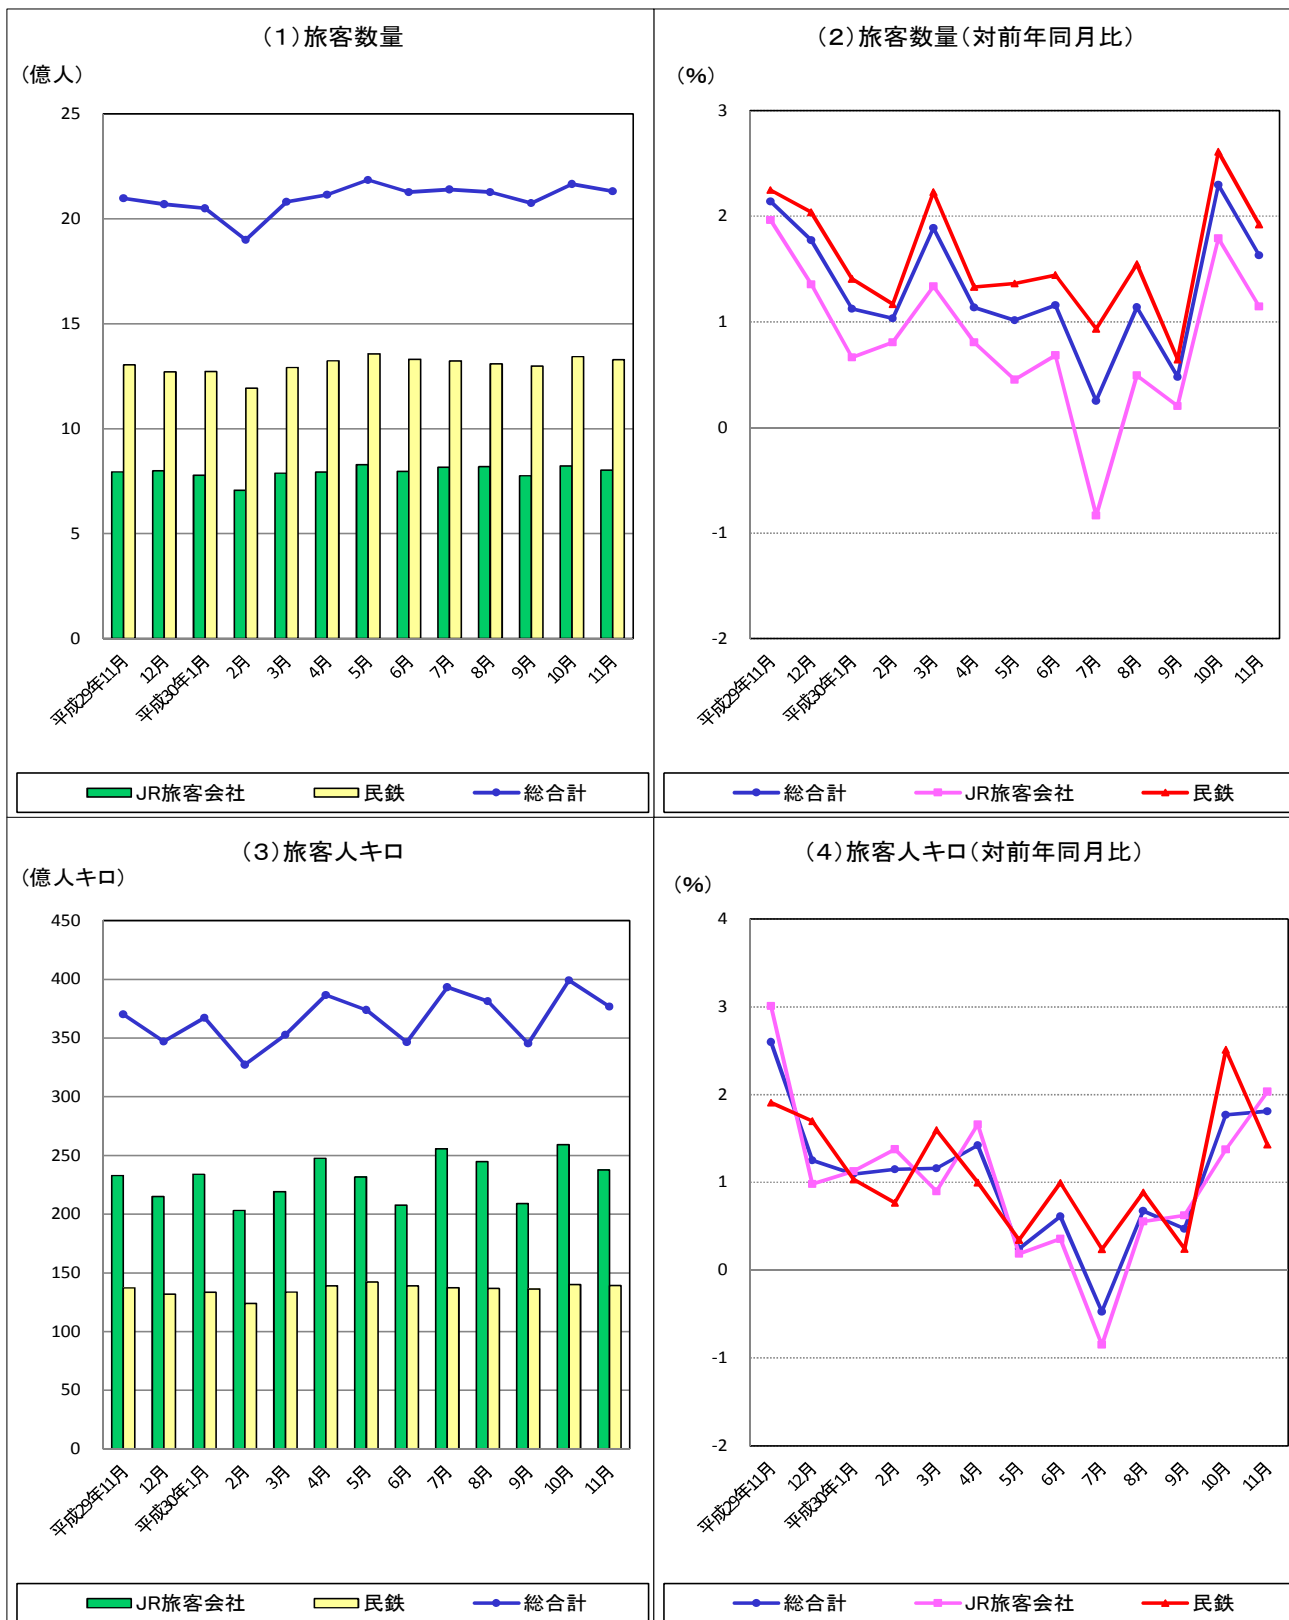 （１）旅客数量
（億人）
25
20
15
10
5
0
平成29年11月
12月
平成30年1月
2月
3月
4月
5月
6月
7月
8月
9月
10月
11月
JR旅客会社 民鉄 総合計
（２）旅客数量（対前年同月比）
（％）
3
2
1
0
-1
-2
平成29年11月
12月
平成30年1月
2月
3月
4月
5月
6月
7月
8月
9月
10月
11月
総合計 JR旅客会社 民鉄
（３）旅客人キロ
（億人キロ）
450
400
350
300
250
200
150
100
50
0
平成29年11月
12月
平成30年1月
2月
3月
4月
5月
6月
7月
8月
9月
10月
11月
JR旅客会社 民鉄 総合計
（４）旅客人キロ（対前年同月比）
（％）
4
3
2
1
0
-1
-2
平成29年11月
12月
平成30年1月
2月
3月
4月
5月
6月
7月
8月
9月
10月
11月
総合計 JR旅客会社 民鉄